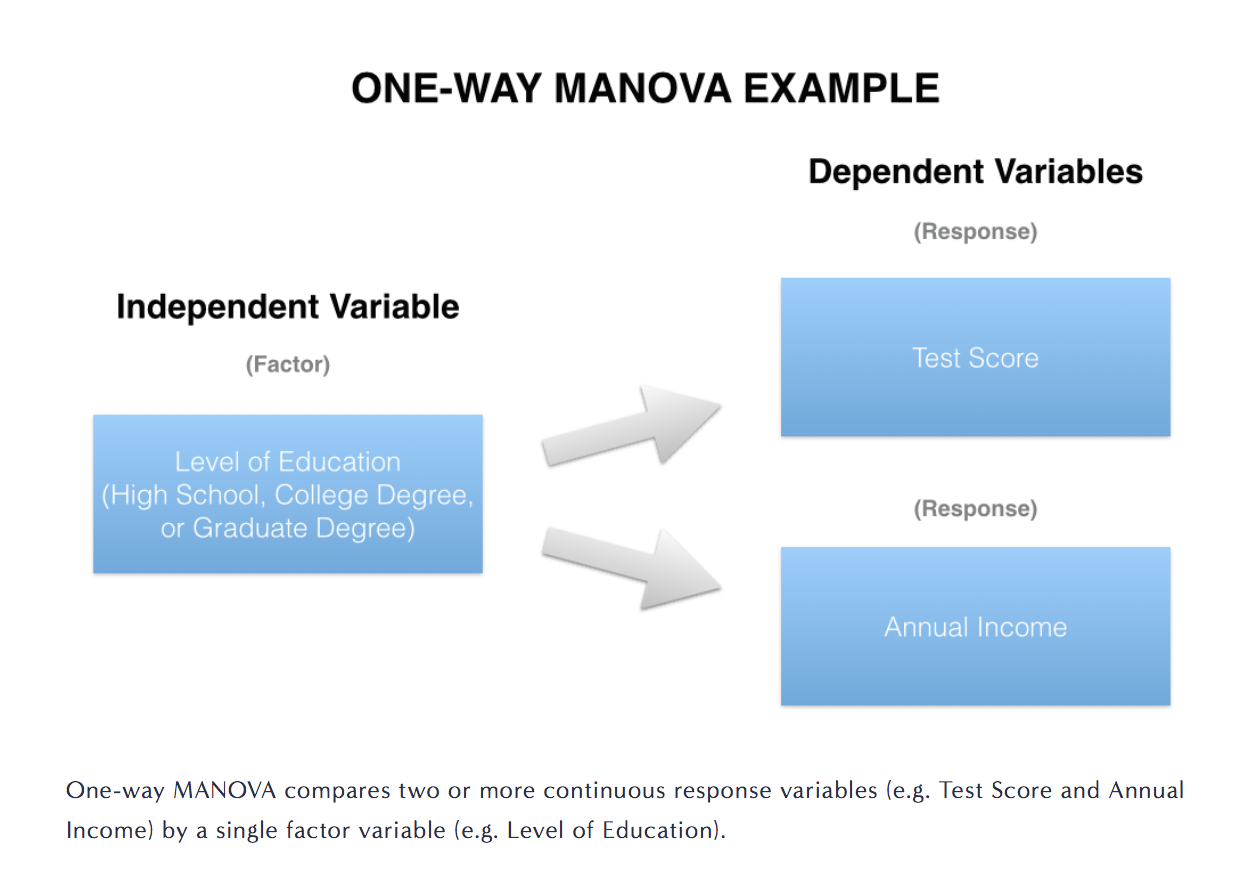 ONE-WAY MANOVA EXAMPLE
Dependent Variables
(Response)
Independent Variable
(Factor)
Test Score
Level of Education
(High School, College Degree,
or Graduate Degree)
(Response)
Annual Income
One-way MANOVA compares two or more continuous response variables (e.g. Test Score and Annual
Income) by a single factor variable (e.g. Level of Education).